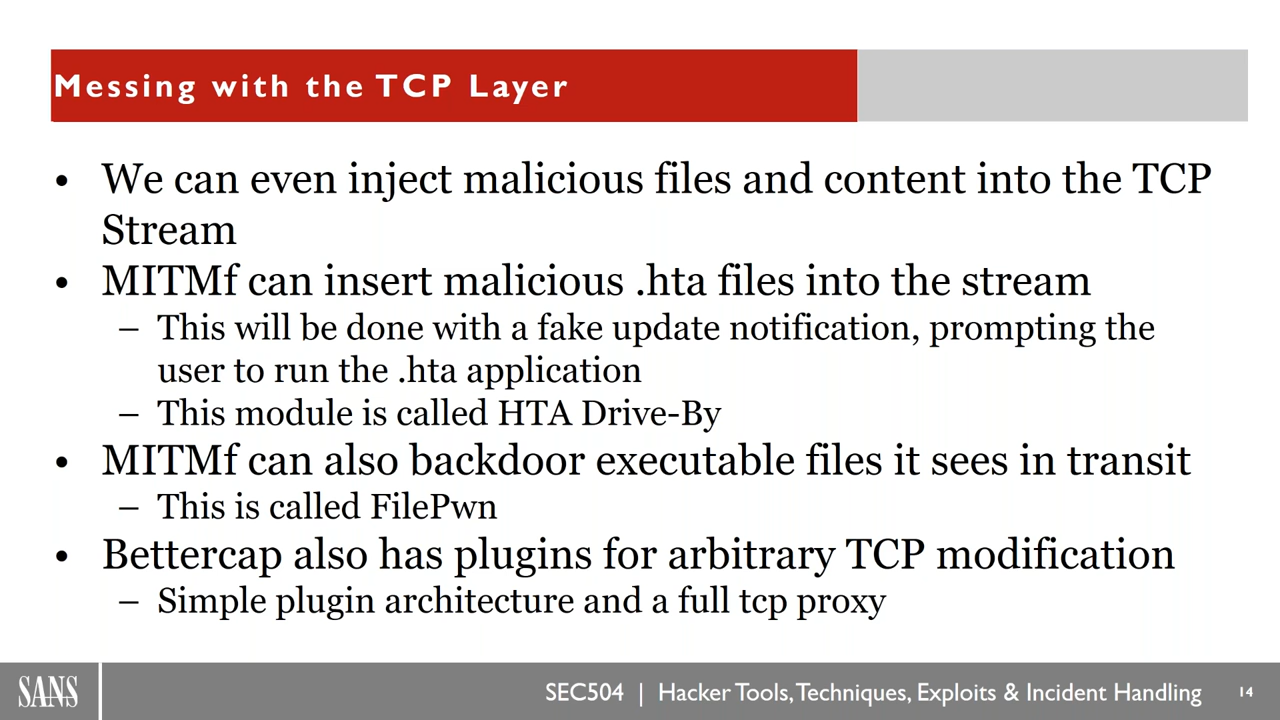 Messing with the TCP Layer
• We can even inject malicious files and content into the TCP
Stream
• MITMf can insert malicious .hta files into the stream
– This will be done with a fake update notification, prompting the
user to run the .hta application
– This module is called HTA Drive-By
• MITMf can also backdoor executable files it sees in transit
– This is called FilePwn
• Bettercap also has plugins for arbitrary TCP modification
– Simple plugin architecture and a full tcp proxy
SANS
SEC504 | Hacker Tools, Techniques, Exploits & Incident Handling
14